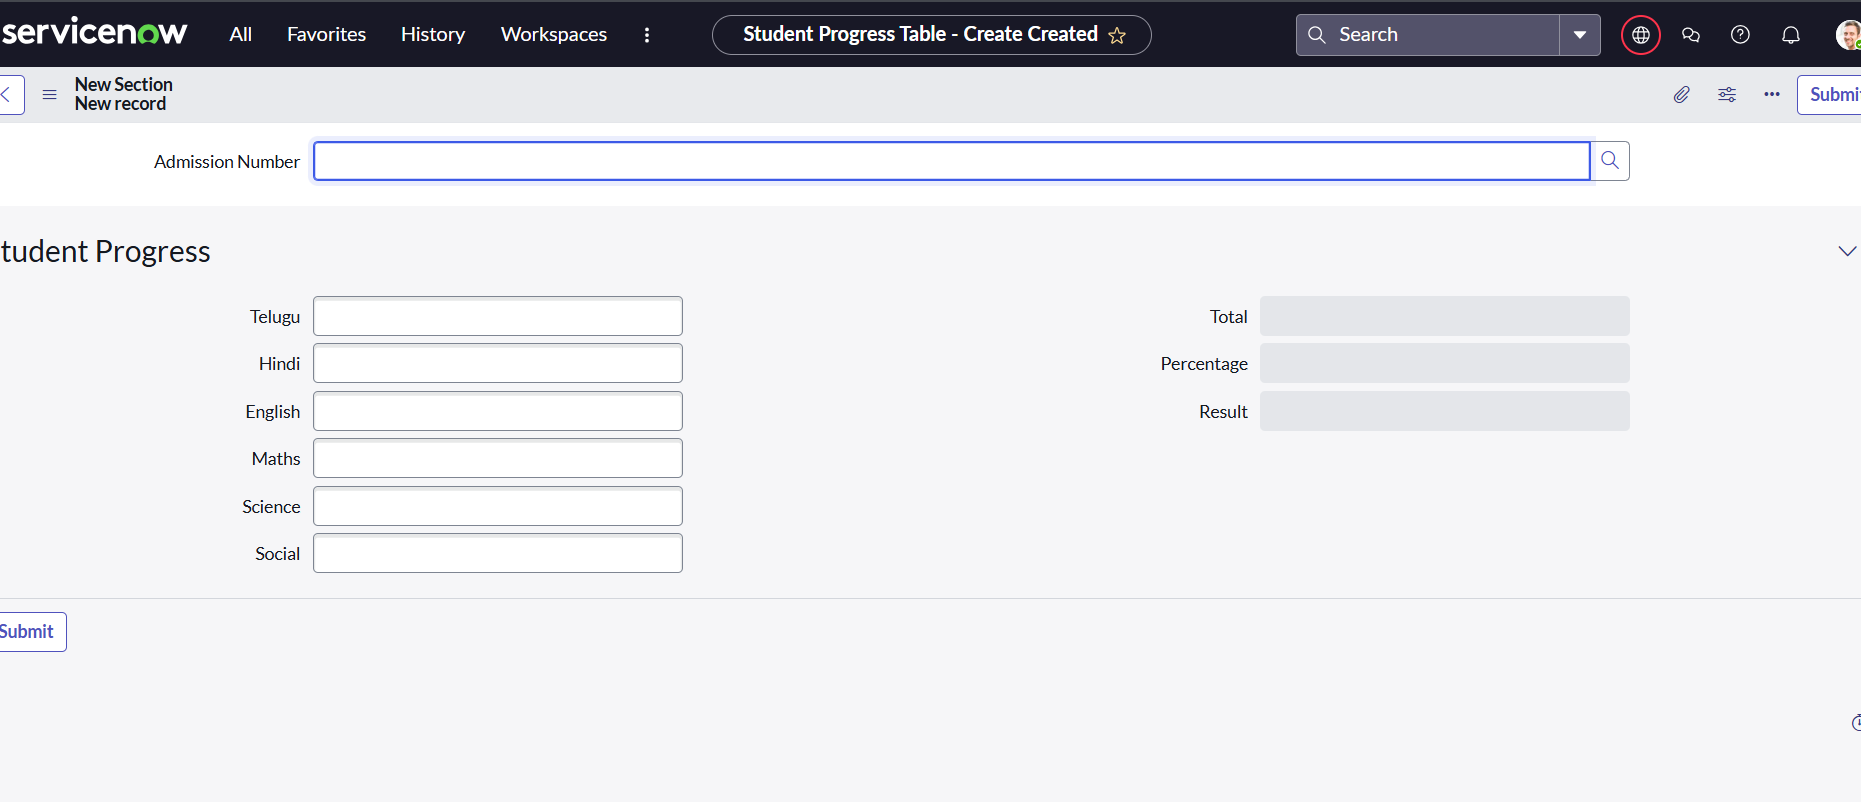 servicenow All Favorites History Workspaces Student Progress Table - Create Created Search
New Section
New record
Submi
Admission Number
tudent Progress
Telugu Total
Hindi Percentage
English Result
Maths
Science
Social
Submit